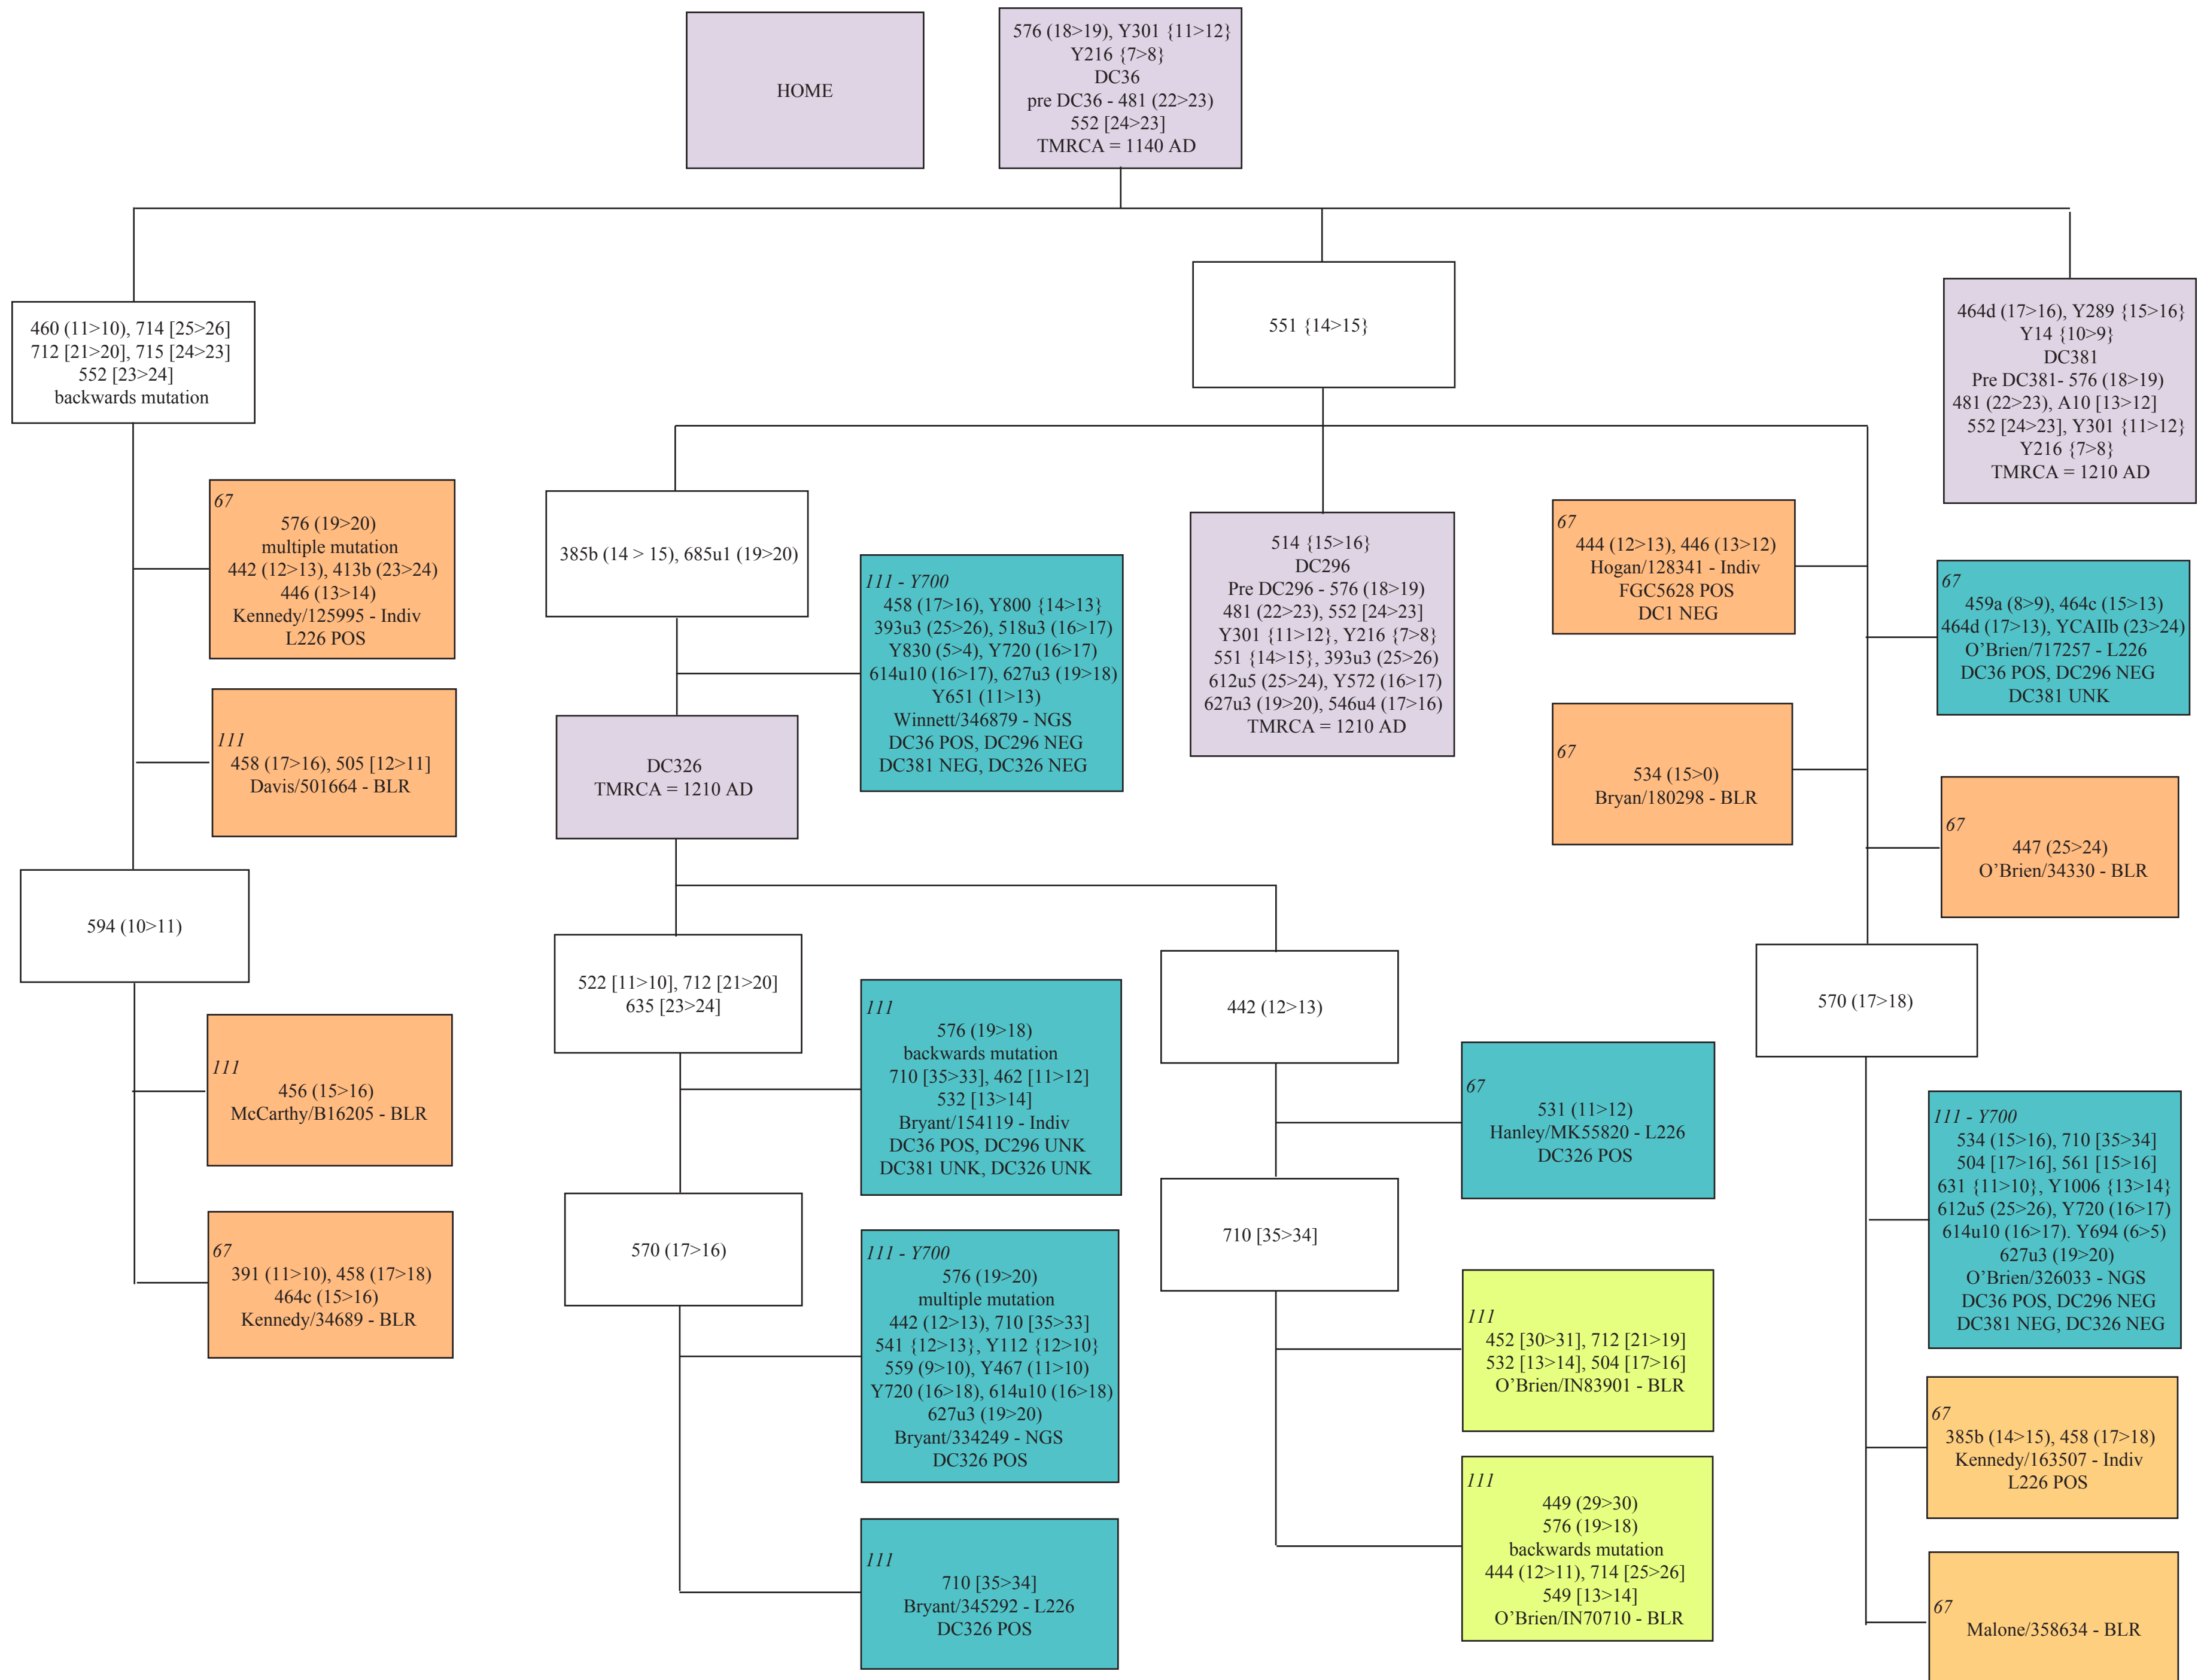 HOME
576 (18>19), Y301 {11>12}
Y216 {7>8}
DC36
pre DC36 - 481 (22>23)
552 [24>23]
TMRCA = 1140 AD
460 (11>10), 714 [25>26]
712 [21>20], 715 [24>23]
552 [23>24]
backwards mutation
67
576 (19>20)
multiple mutation
442 (12>13), 413b (23>24)
446 (13>14)
Kennedy/125995 - Indiv
L226 POS
111
458 (17>16), 505 [12>11]
Davis/501664 - BLR
594 (10>11)
111
456 (15>16)
McCarthy/B16205 - BLR
67
391 (11>10), 458 (17>18)
464c (15>16)
Kennedy/34689 - BLR
551 {14>15}
385b (14 > 15), 685u1 (19>20)
111 - Y700
458 (17>16), Y800 {14>13}
393u3 (25>26), 518u3 (16>17)
Y830 (5>4), Y720 (16>17)
614u10 (16>17), 627u3 (19>18)
Y651 (11>13)
Winnett/346879 - NGS
DC36 POS, DC296 NEG
DC381 NEG, DC326 NEG
DC326
TMRCA = 1210 AD
522 [11>10], 712 [21>20]
635 [23>24]
111
576 (19>18)
backwards mutation
710 [35>33], 462 [11>12]
532 [13>14]
Bryant/154119 - Indiv
DC36 POS, DC296 UNK
DC381 UNK, DC326 UNK
570 (17>16)
111 - Y700
576 (19>20)
multiple mutation
442 (12>13), 710 [35>33]
541 {12>13}, Y112 {12>10}
559 (9>10), Y467 (11>10)
Y720 (16>18), 614u10 (16>18)
627u3 (19>20)
Bryant/334249 - NGS
DC326 POS
111
710 [35>34]
Bryant/345292 - L226
DC326 POS
442 (12>13)
67
531 (11>12)
Hanley/MK55820 - L226
DC326 POS
710 [35>34]
111
452 [30>31], 712 [21>19]
532 [13>14], 504 [17>16]
O’Brien/IN83901 - BLR
111
449 (29>30)
576 (19>18)
backwards mutation
444 (12>11), 714 [25>26]
549 [13>14]
O’Brien/IN70710 - BLR
514 {15>16}
DC296
Pre DC296 - 576 (18>19)
481 (22>23), 552 [24>23]
Y301 {11>12}, Y216 {7>8}
551 {14>15}, 393u3 (25>26)
612u5 (25>24), Y572 (16>17)
627u3 (19>20), 546u4 (17>16)
TMRCA = 1210 AD
67
444 (12>13), 446 (13>12)
Hogan/128341 - Indiv
FGC5628 POS
DC1 NEG
67
459a (8>9), 464c (15>13)
464d (17>13), YCAIIb (23>24)
O’Brien/717257 - L226
DC36 POS, DC296 NEG
DC381 UNK
67
534 (15>0)
Bryan/180298 - BLR
67
447 (25>24)
O’Brien/34330 - BLR
570 (17>18)
111 - Y700
534 (15>16), 710 [35>34]
504 [17>16], 561 [15>16]
631 {11>10}, Y1006 {13>14}
612u5 (25>26), Y720 (16>17)
614u10 (16>17). Y694 (6>5)
627u3 (19>20)
O’Brien/326033 - NGS
DC36 POS, DC296 NEG
DC381 NEG, DC326 NEG
67
385b (14>15), 458 (17>18)
Kennedy/163507 - Indiv
L226 POS
67
Malone/358634 - BLR
464d (17>16), Y289 {15>16}
Y14 {10>9}
DC381
Pre DC381- 576 (18>19)
481 (22>23), A10 [13>12]
552 [24>23], Y301 {11>12}
Y216 {7>8}
TMRCA = 1210 AD